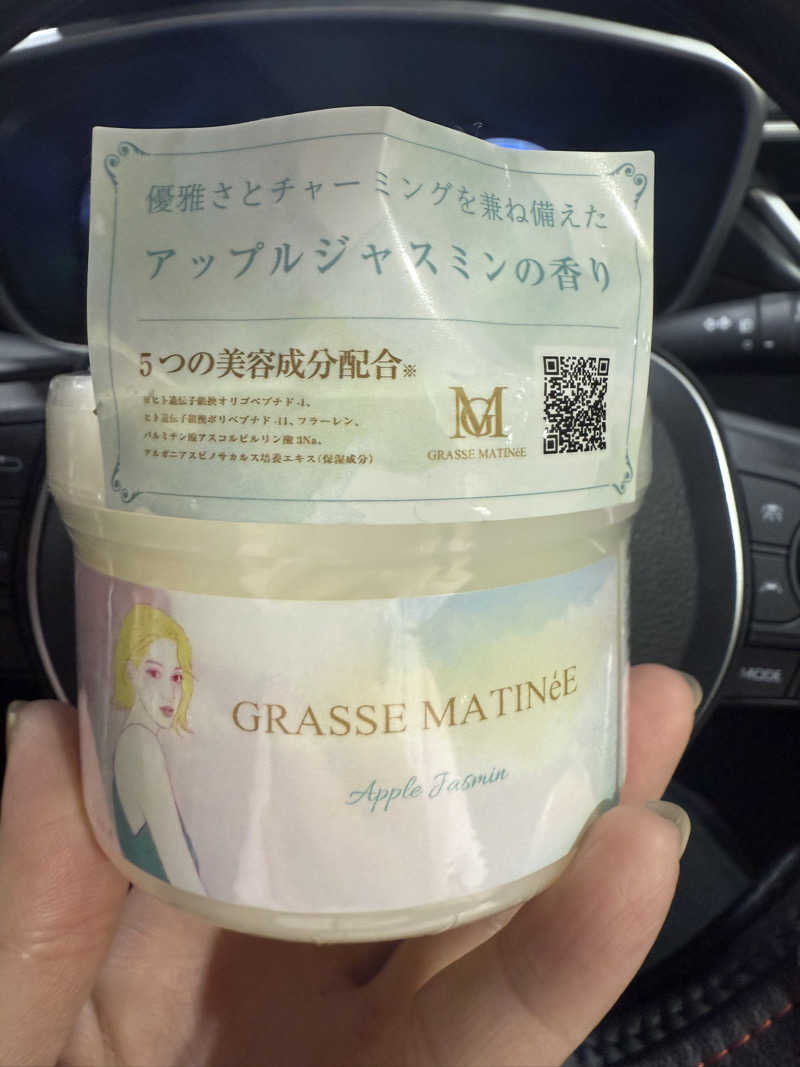 優雅さとチャーミングを兼ね備えた
アップルジャスミンの香り
5つの美容成分配合※
※ヒト遺伝子組換オリゴペプチド-1、
ヒト遺伝子組換ポリペプチド-11、フラーレン、
パルミチン酸アスコルビルリン酸3Na、
アルガニアスピノサカルス培養エキス(保湿成分)
MG
GRASSE MATINéE
GRASSE MATINéE
Apple Jasmin
MODE